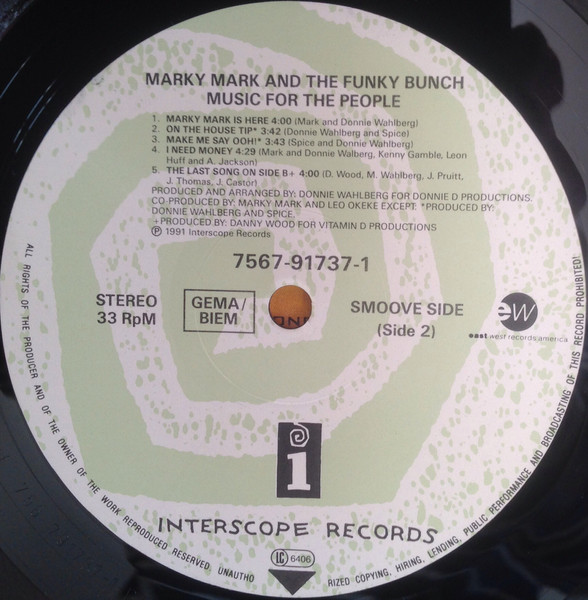 MARKY MARK AND THE FUNKY BUNCH
MUSIC FOR THE PEOPLE
1. MARKY MARK IS HERE 4:00 (Mark and Donnie Wahlberg)
2. ON THE HOUSE TIP* 3:42 (Donnie Wahlberg and Spice)
3. MAKE ME SAY OOH!* 3:43 (Spice and Donnie Wahlberg)
4. I NEED MONEY 4:29 (Mark and Donnie Walberg, Kenny Gamble, Leon
Huff and A. Jackson)
5. THE LAST SONG ON SIDE B+ 4:00 (D. Wood, M. Wahlberg, J. Pruitt,
J. Thomas, J. Castor)
PRODUCED AND ARRANGED BY: DONNIE WAHLBERG FOR DONNIE D PRODUCTIONS.
CO PRODUCED BY: MARKY MARK AND LEO OKEKE EXCEPT: *PRODUCED BY:
DONNIE WAHLBERG AND SPICE.
+PRODUCED BY: DANNY WOOD FOR VITAMIN D PRODUCTIONS
℗ 1991 Interscope Records
7567-91737-1
STEREO
33 RpM
GEMA/
BIEM
SMOOVE SIDE
(Side 2)
ew
east west records america
i
INTERSCOPE RECORDS
LC 6406
ALL RIGHTS OF THE PRODUCER AND OF THE OWNER OF THE WORK REPRODUCED RESERVED. UNAUTHO RIZED COPYING, HIRING, LENDING, PUBLIC PERFORMANCE AND BROADCASTING OF THIS RECORD PROHIBITED!